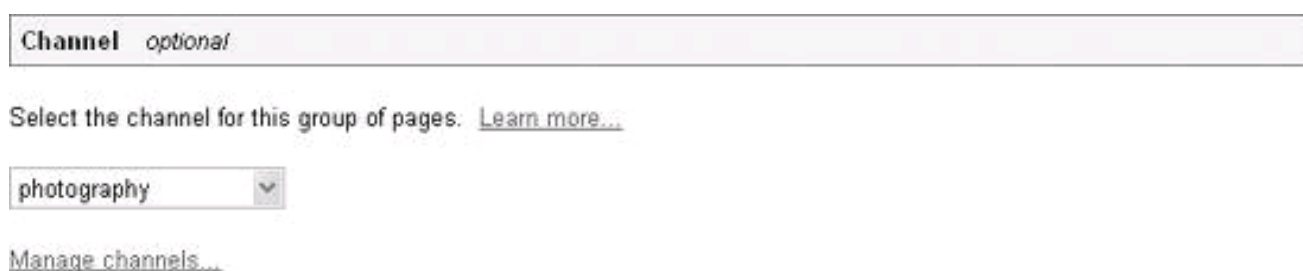 Channel optional
Select the channel for this group of pages. Learn more...
photography
Manage channels...